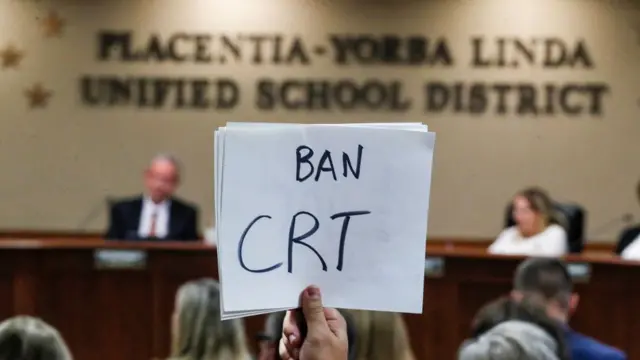 PLACENTIA-YORBA LINDA
UNIFIED SCHOOL DISTRICT
BAN
CRT